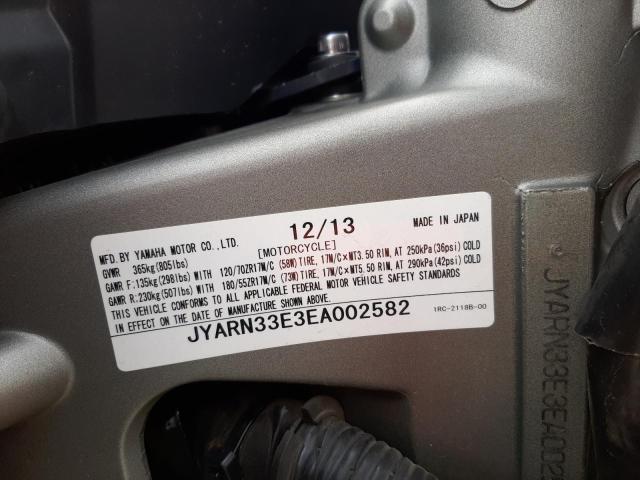 12/13
MFD. BY YAMAHA MOTOR CO.,LTD.
MADE IN JAPAN
GVWR 365kg(805lbs) [MOTORCYCLE]
GAWR F:135kg(298lbs) WITH 120/70ZR17M/C (58W)TIRE, 17M/C×MT3.50 RIM, AT 250kPa(36psi) COLD
GAWR R:230kg(507lbs) WITH 180/55ZR17M/C (73W)TIRE, 17M/C×MT5.50 RIM, AT 290kPa(42psi) COLD
THIS VEHICLE CONFORMS TO ALL APPLICABLE FEDERAL MOTOR VEHICLE SAFETY STANDARDS
IN EFFECT ON THE DATE OF MANUFACTURE SHOWN ABOVE.
JYARN33E3EA002582
1RC-2118B-00
JYARN33E3EA002